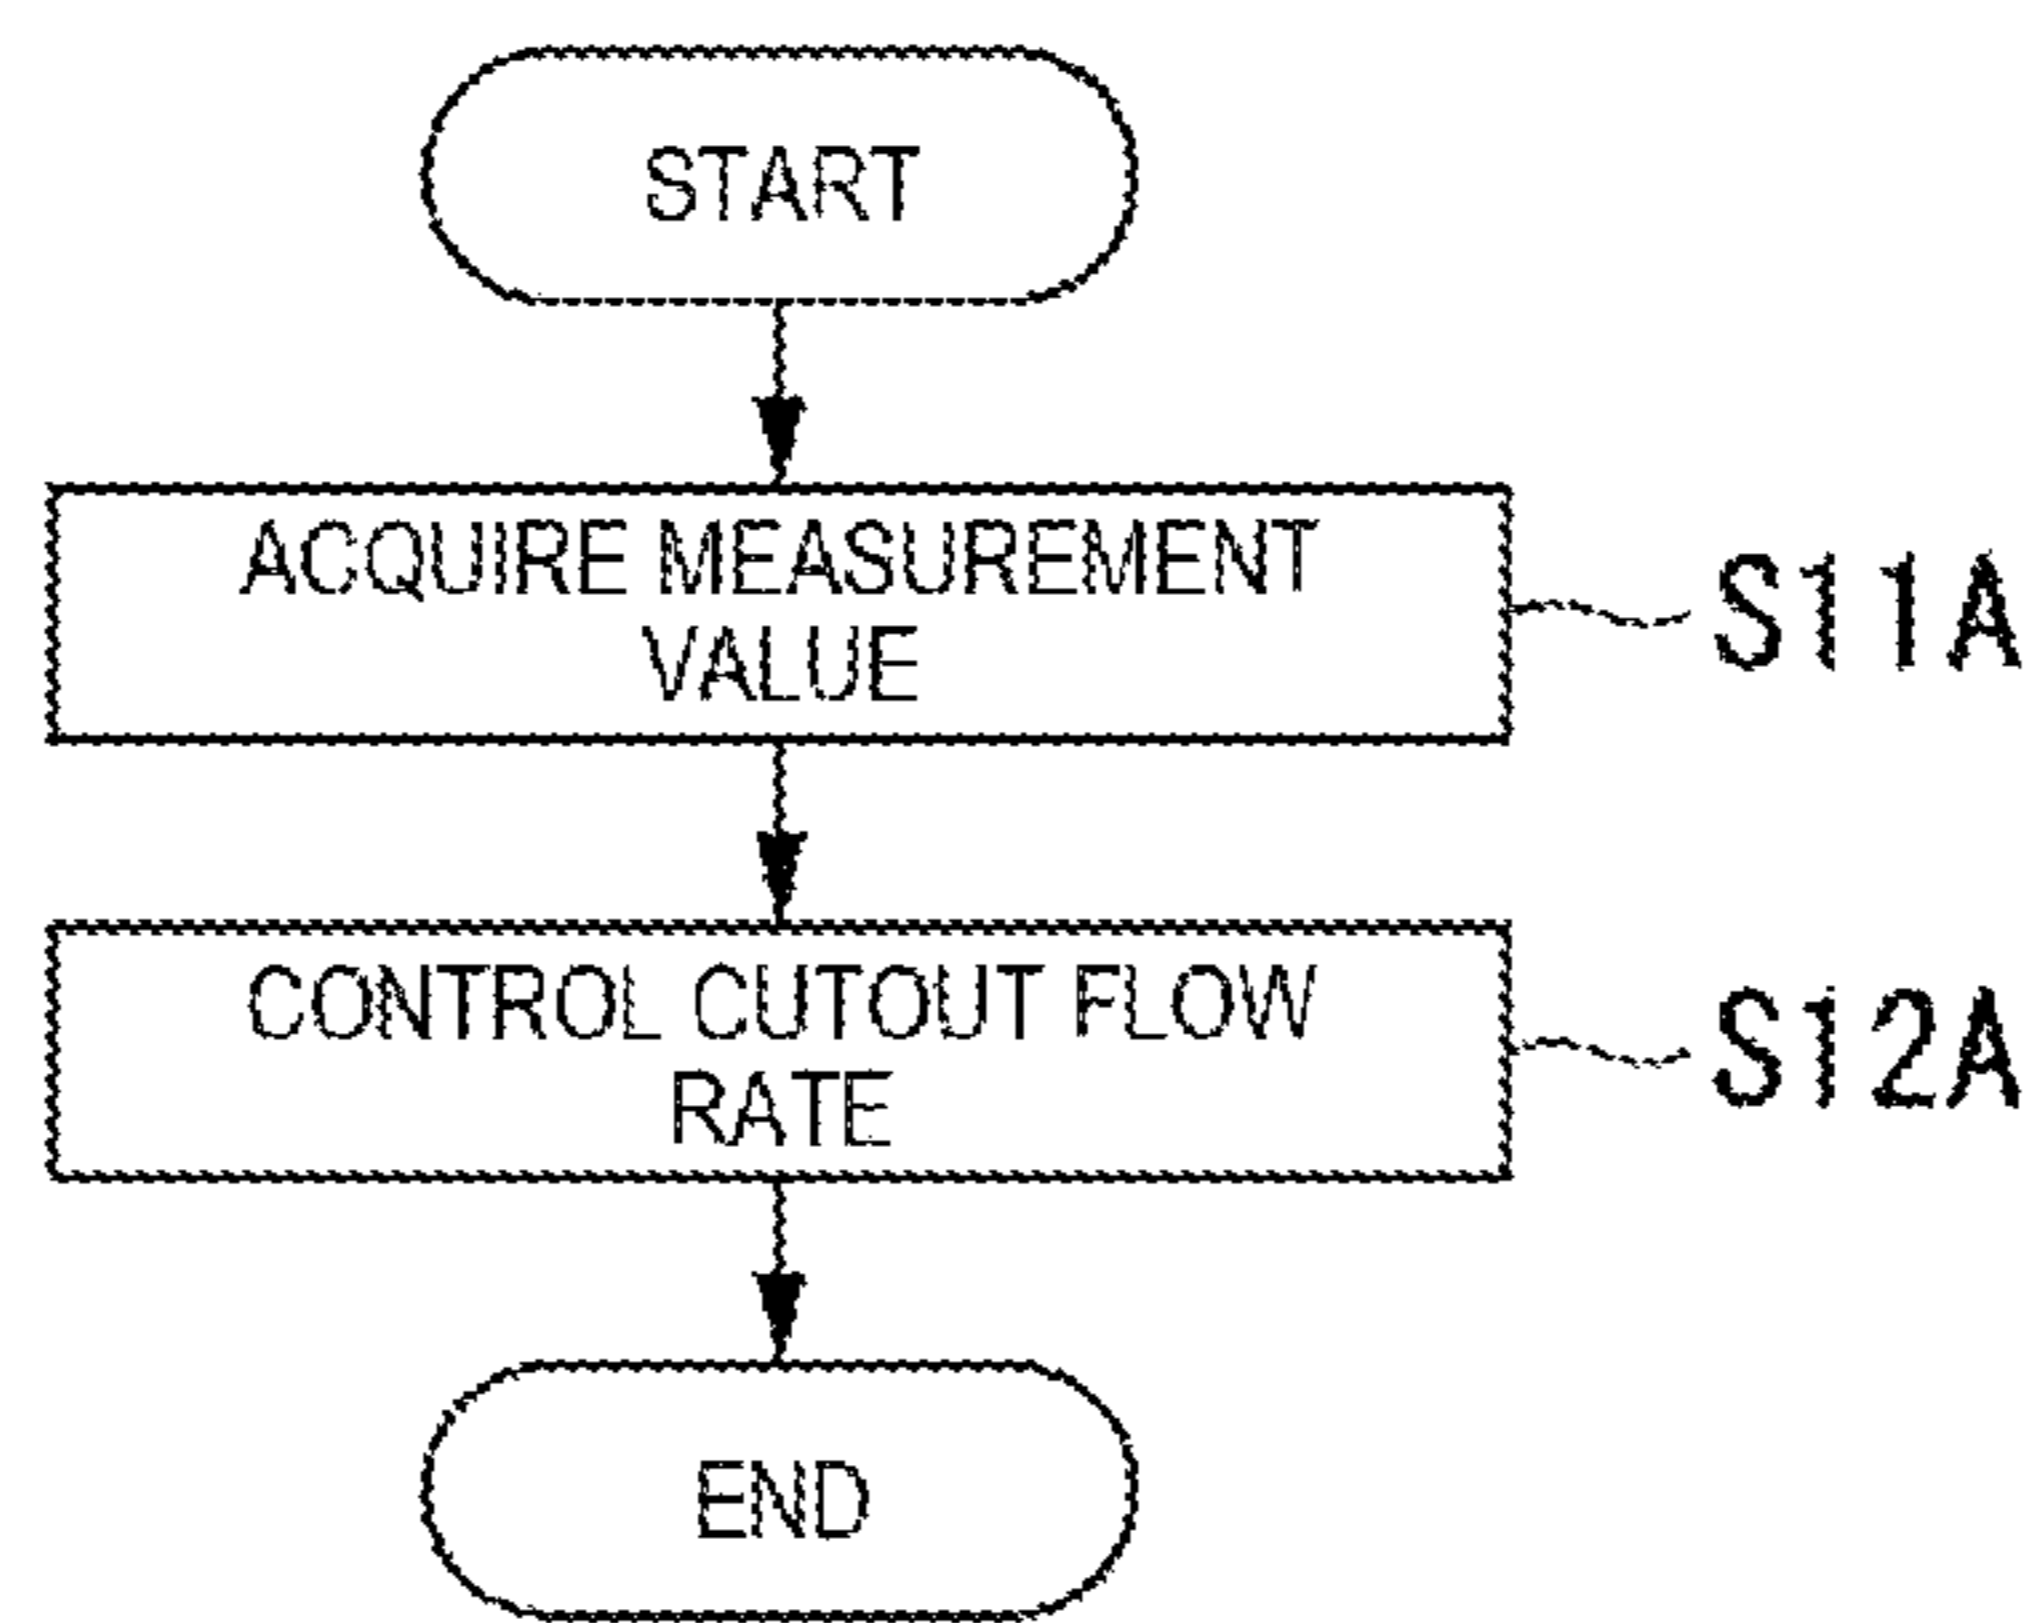 START
ACQUIRE MEASUREMENT
VALUE
S11A
CONTROL CUTOUT FLOW
RATE
S12A
END